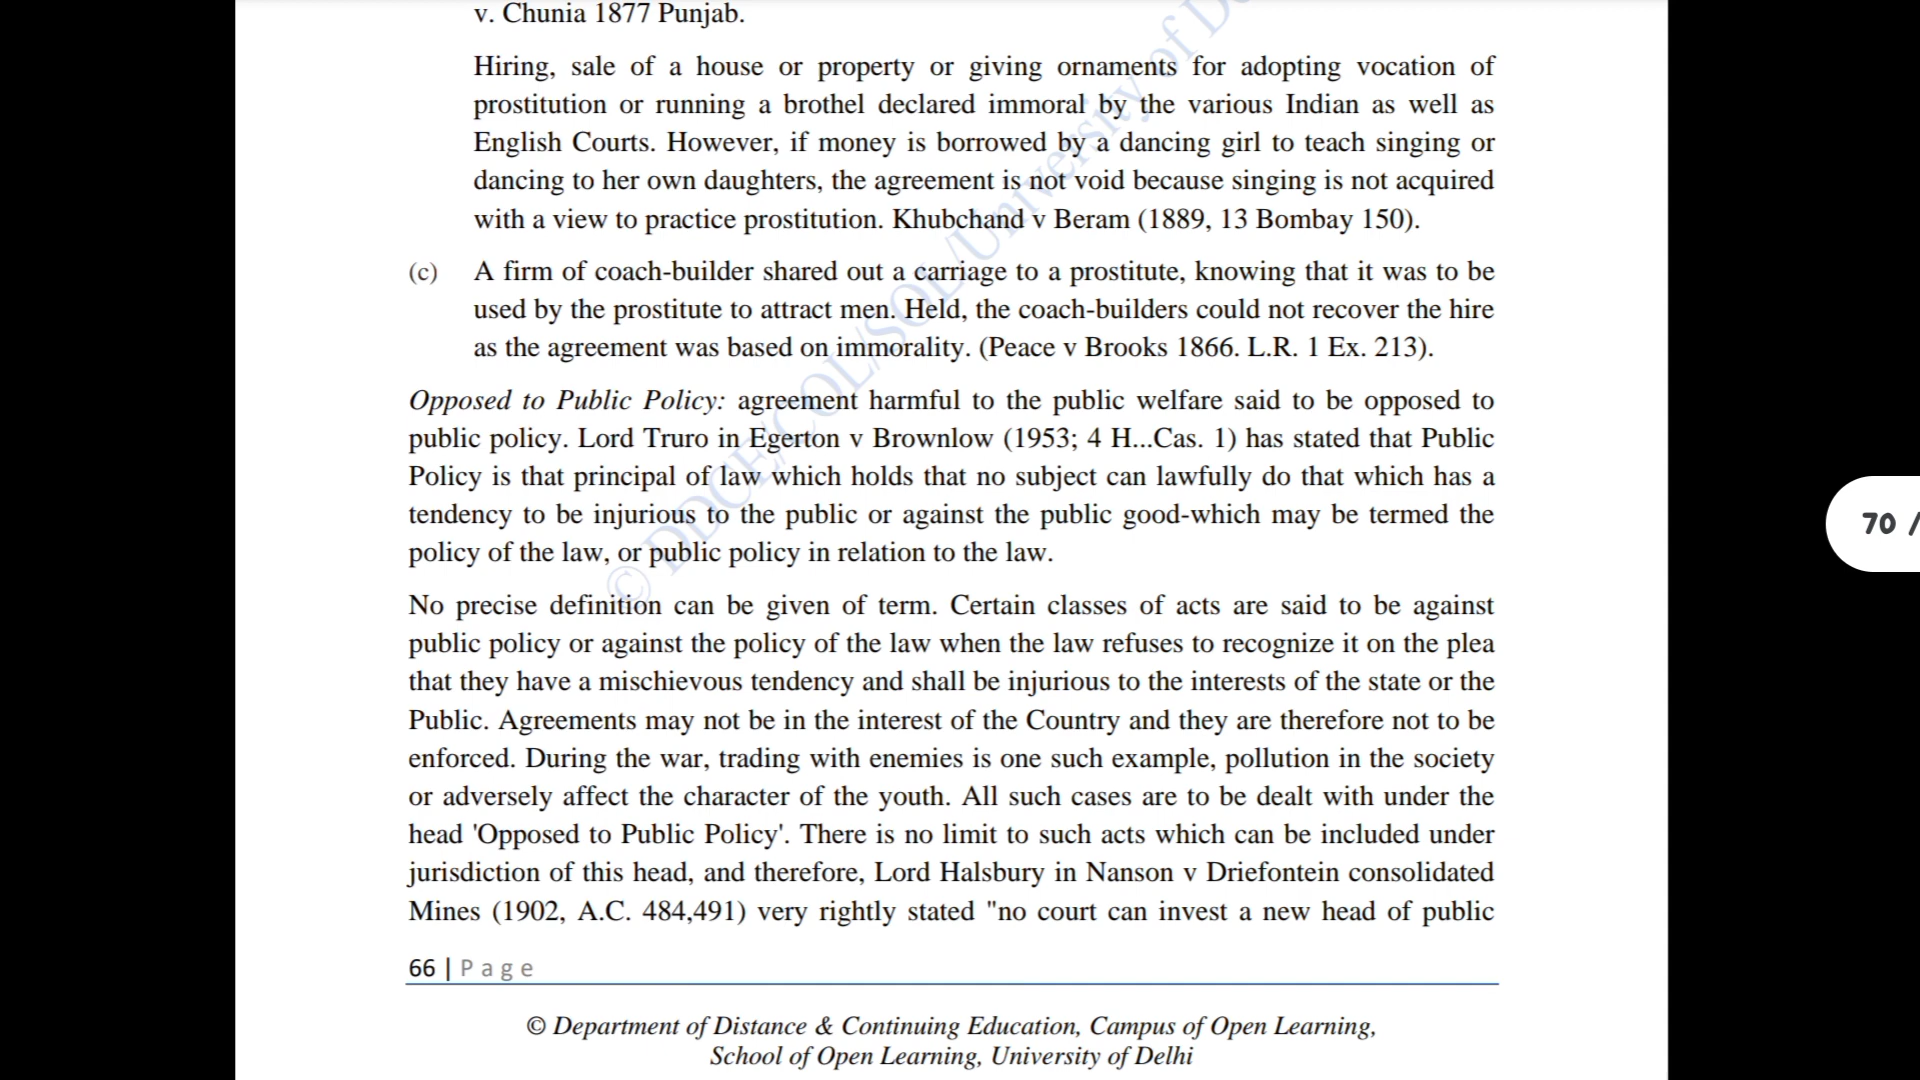 v. Chunia 1877 Punjab.
Hiring, sale of a house or property or giving ornaments for adopting vocation of
prostitution or running a brothel declared immoral by the various Indian as well as
English Courts. However, if money is borrowed by a dancing girl to teach singing or
dancing to her own daughters, the agreement is not void because singing is not acquired
with a view to practice prostitution. Khubchand v Beram (1889, 13 Bombay 150).
(c) A firm of coach-builder shared out a carriage to a prostitute, knowing that it was to be
used by the prostitute to attract men. Held, the coach-builders could not recover the hire
as the agreement was based on immorality. (Peace v Brooks 1866. L.R. 1 Ex. 213).
Opposed to Public Policy: agreement harmful to the public welfare said to be opposed to
public policy. Lord Truro in Egerton v Brownlow (1953; 4 H...Cas. 1) has stated that Public
Policy is that principal of law which holds that no subject can lawfully do that which has a
tendency to be injurious to the public or against the public good-which may be termed the
policy of the law, or public policy in relation to the law.
No precise definition can be given of term. Certain classes of acts are said to be against
public policy or against the policy of the law when the law refuses to recognize it on the plea
that they have a mischievous tendency and shall be injurious to the interests of the state or the
Public. Agreements may not be in the interest of the Country and they are therefore not to be
enforced. During the war, trading with enemies is one such example, pollution in the society
or adversely affect the character of the youth. All such cases are to be dealt with under the
head 'Opposed to Public Policy'. There is no limit to such acts which can be included under
jurisdiction of this head, and therefore, Lord Halsbury in Nanson v Driefontein consolidated
Mines (1902, A.C. 484,491) very rightly stated "no court can invest a new head of public
66 | Page
© Department of Distance & Continuing Education, Campus of Open Learning,
School of Open Learning, University of Delhi
© DDCE/COL/SOL/University of De
70 /